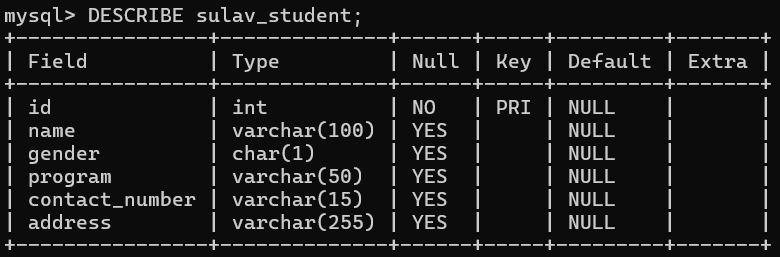 mysql> DESCRIBE sulav_student;
+----------------+--------------+------+-----+---------+-------+
| Field          | Type         | Null | Key | Default | Extra |
+----------------+--------------+------+-----+---------+-------+
| id             | int          | NO   | PRI | NULL    |       |
| name           | varchar(100) | YES  |     | NULL    |       |
| gender         | char(1)      | YES  |     | NULL    |       |
| program        | varchar(50)  | YES  |     | NULL    |       |
| contact_number | varchar(15)  | YES  |     | NULL    |       |
| address        | varchar(255) | YES  |     | NULL    |       |
+----------------+--------------+------+-----+---------+-------+